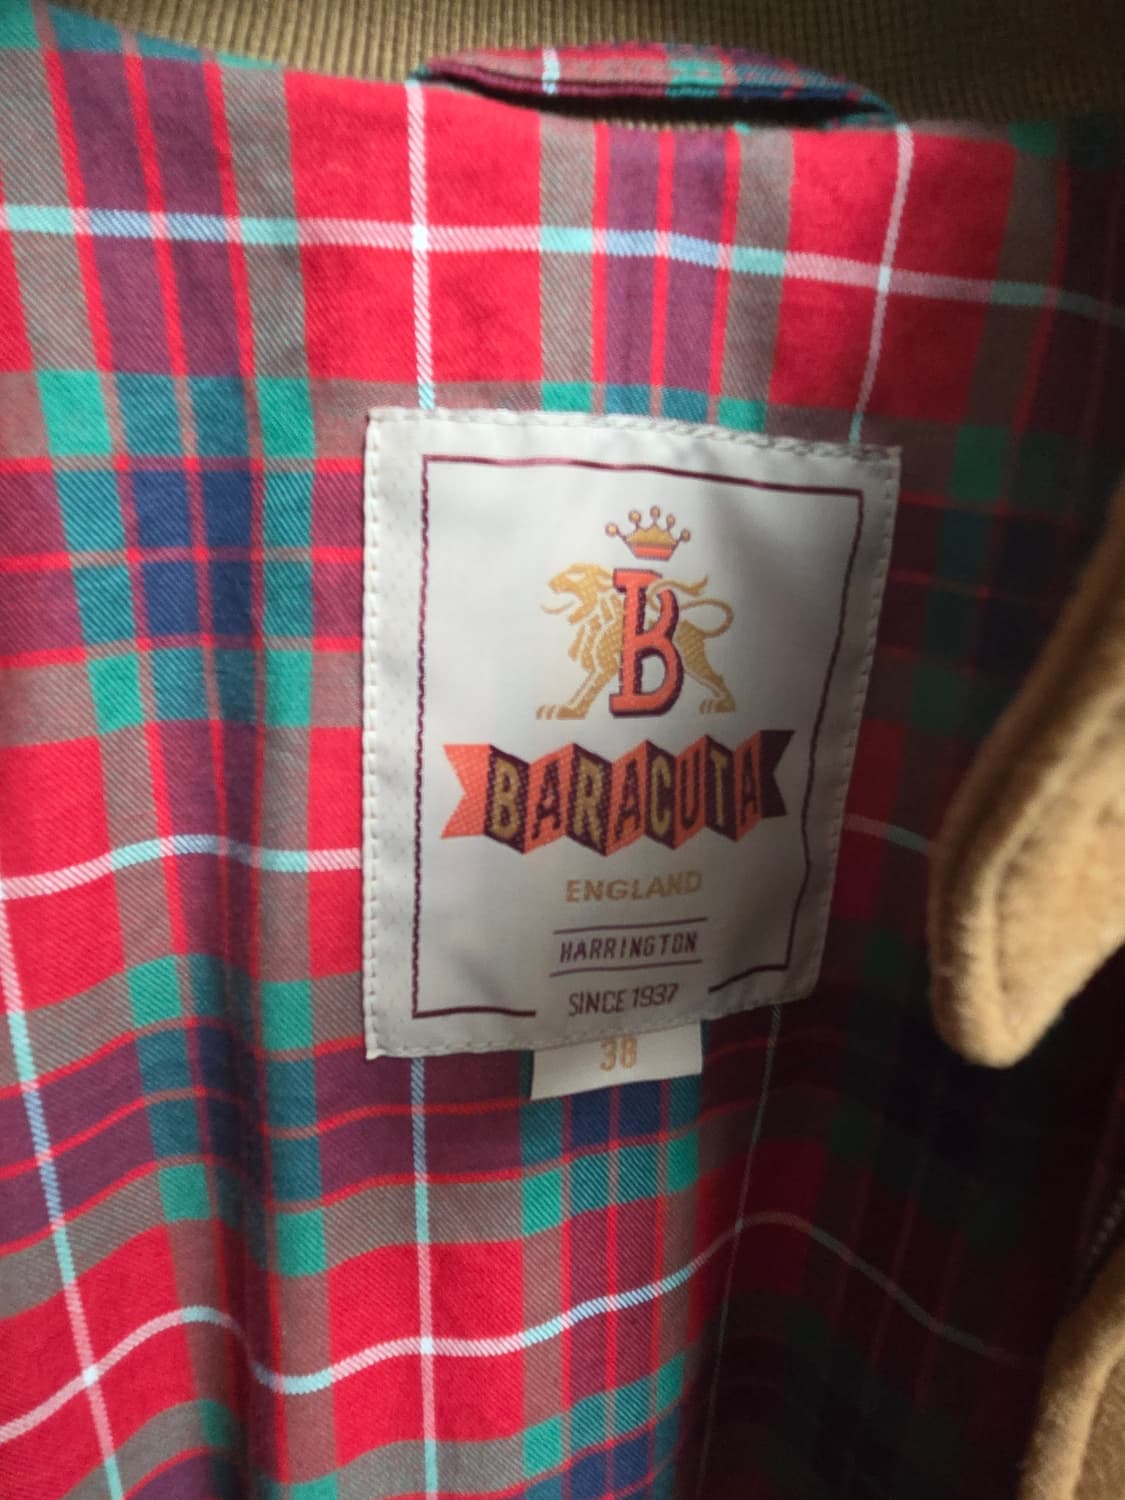 B
BARACUTA
ENGLAND
HARRINGTON
SINCE 1937
38